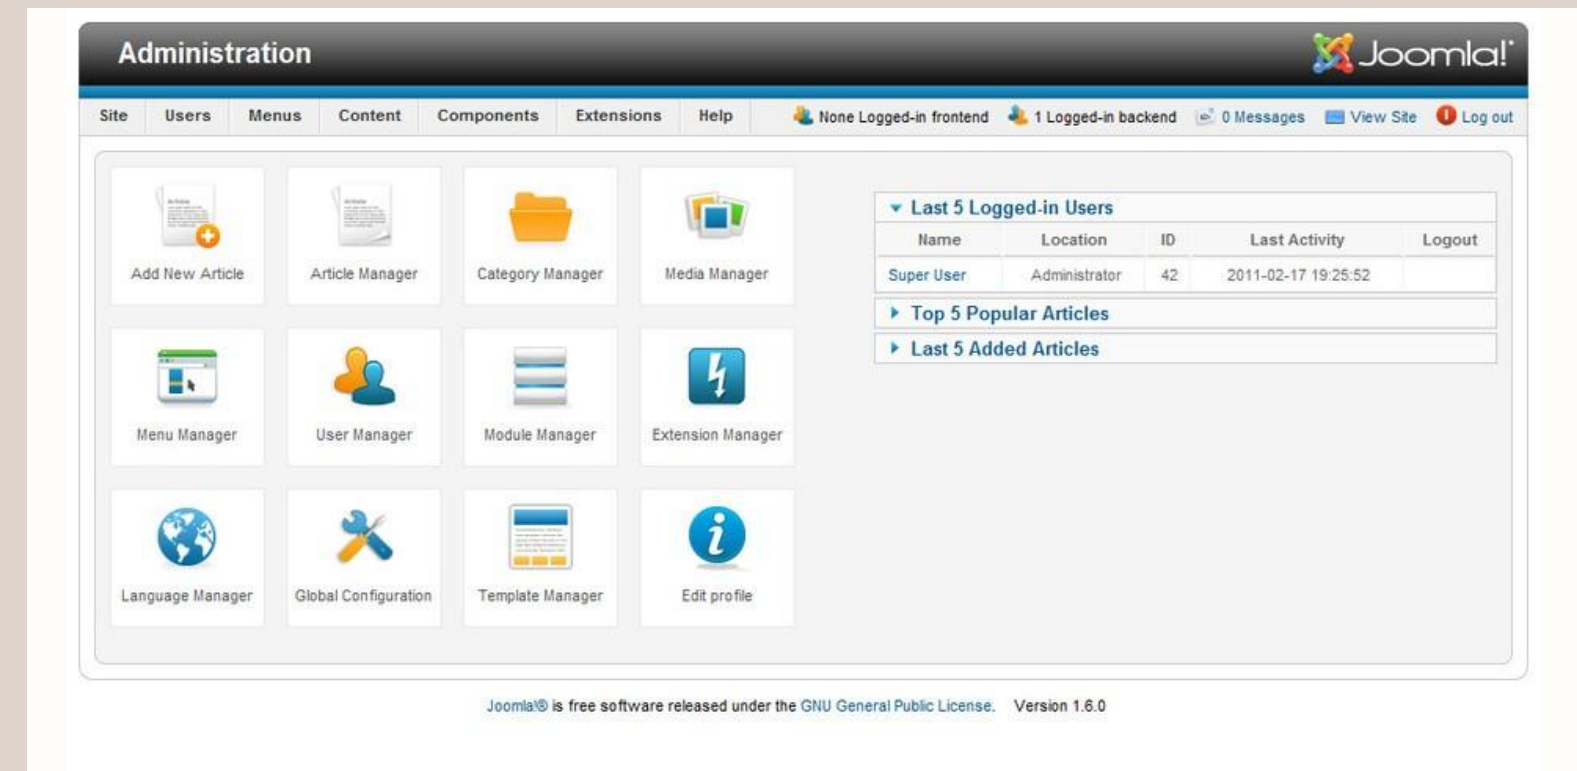 Administration
Joomla!
Site Users Menus Content Components Extensions Help None Logged-in frontend 1 Logged-in backend 0 Messages View Site Log out
Add New Article Article Manager Category Manager Media Manager
Menu Manager User Manager Module Manager Extension Manager
Language Manager Global Configuration Template Manager Edit profile
Last 5 Logged-in Users
Name Location ID Last Activity Logout
Super User Administrator 42 2011-02-17 19:25:52
Top 5 Popular Articles
Last 5 Added Articles
Joomla!® is free software released under the GNU General Public License. Version 1.6.0